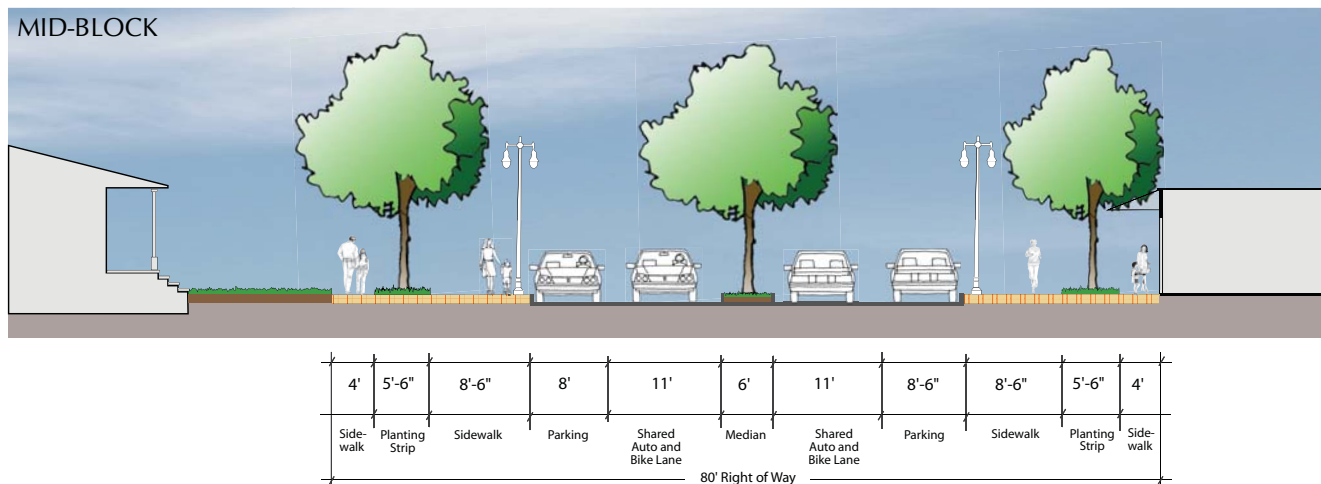 MID-BLOCK
4' 5'-6" 8'-6" 8' 11' 6' 11' 8'-6" 8'-6" 5'-6" 4'
Side-
walk
Planting
Strip
Sidewalk
Parking
Shared
Auto and
Bike Lane
Median
Shared
Auto and
Bike Lane
Parking
Sidewalk
Planting
Strip
Side-
walk
80' Right of Way